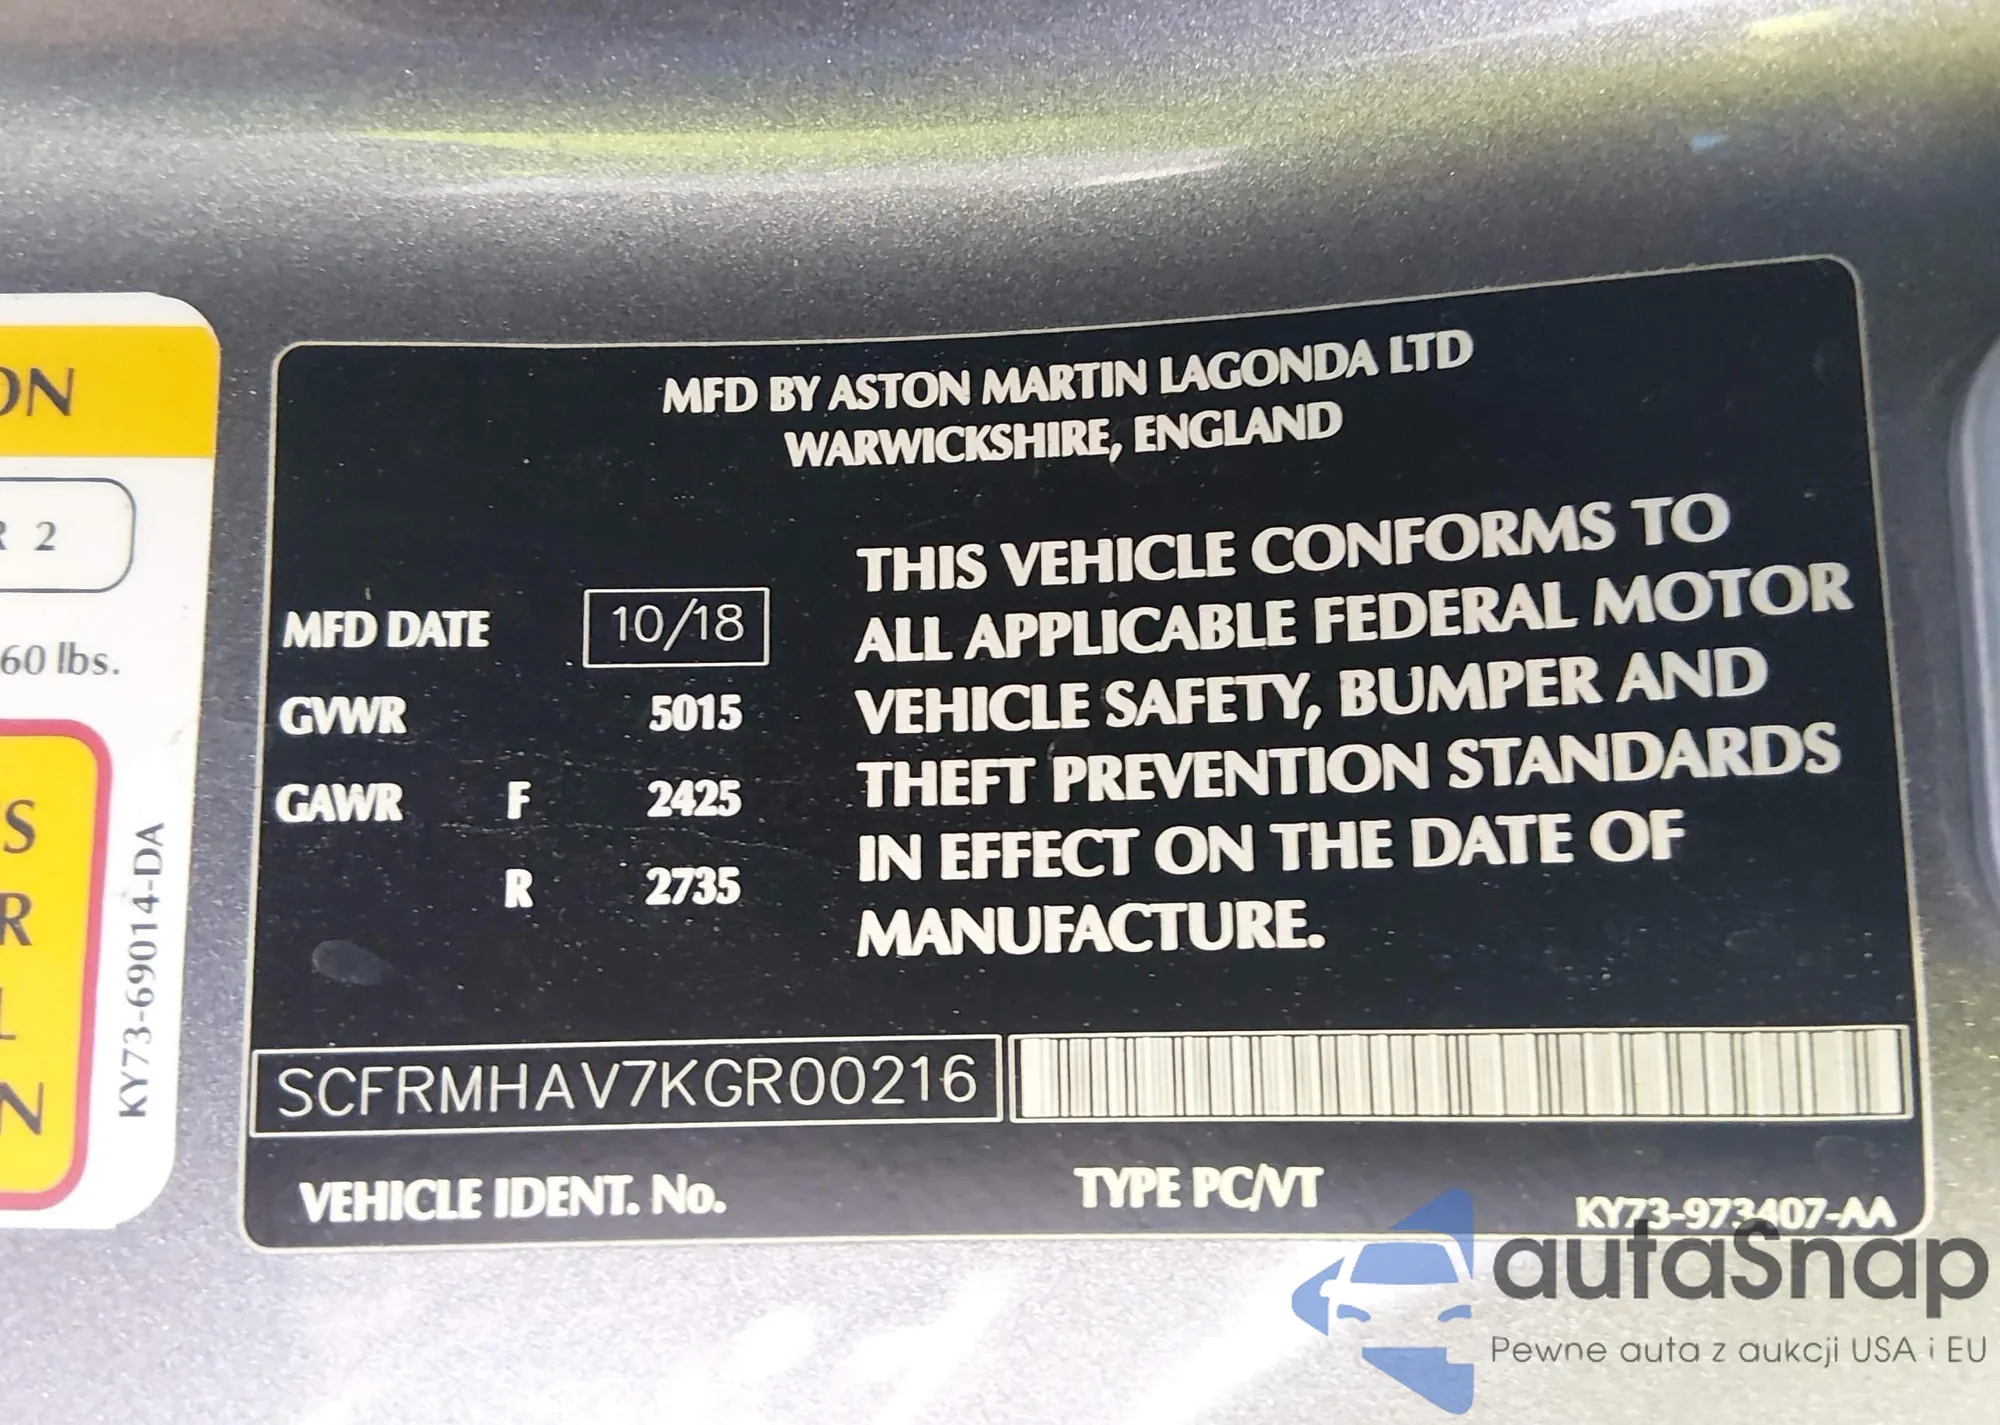 ON
R 2
60 lbs.
S
R
L
N
KY73-69014-DA
MFD BY ASTON MARTIN LAGONDA LTD
WARWICKSHIRE, ENGLAND
MFD DATE 10/18
GVWR 5015
GAWR F 2425
R 2735
THIS VEHICLE CONFORMS TO
ALL APPLICABLE FEDERAL MOTOR
VEHICLE SAFETY, BUMPER AND
THEFT PREVENTION STANDARDS
IN EFFECT ON THE DATE OF
MANUFACTURE.
SCFRMHAV7KGR00216
VEHICLE IDENT. No.
TYPE PC/VT
KY73-973407-AA
autaSnap
Pewne auta z aukcji USA i EU